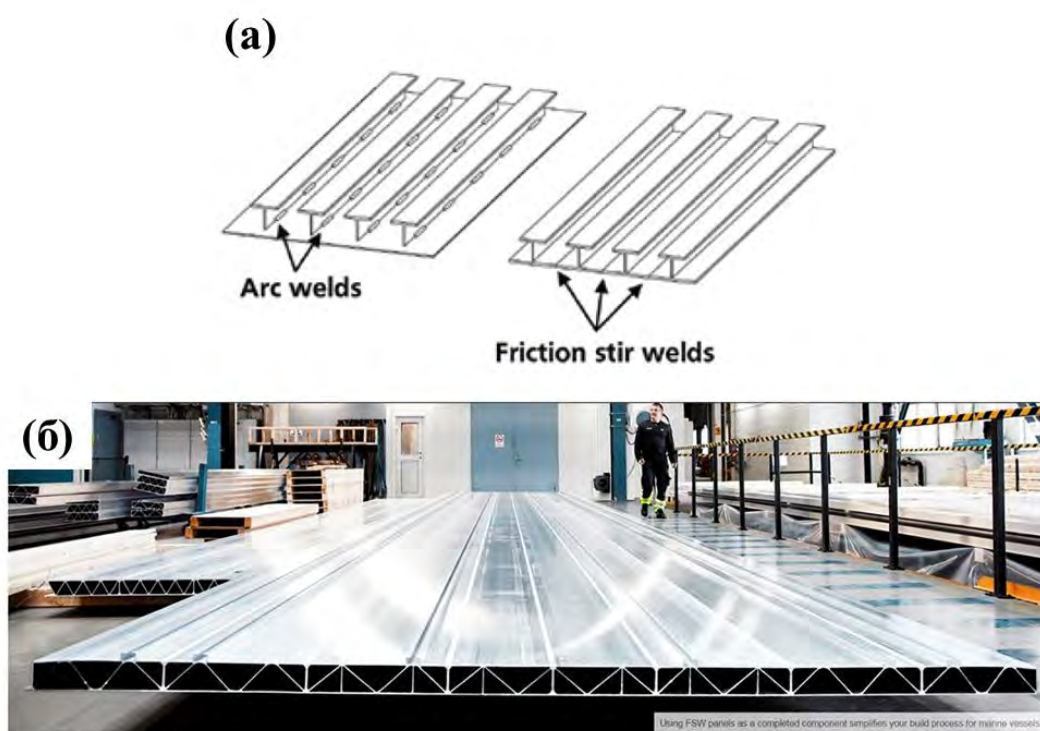 (а)
Arc welds
Friction stir welds
(б)
Using FSW panels as a completed component simplifies your build process for marine vessels